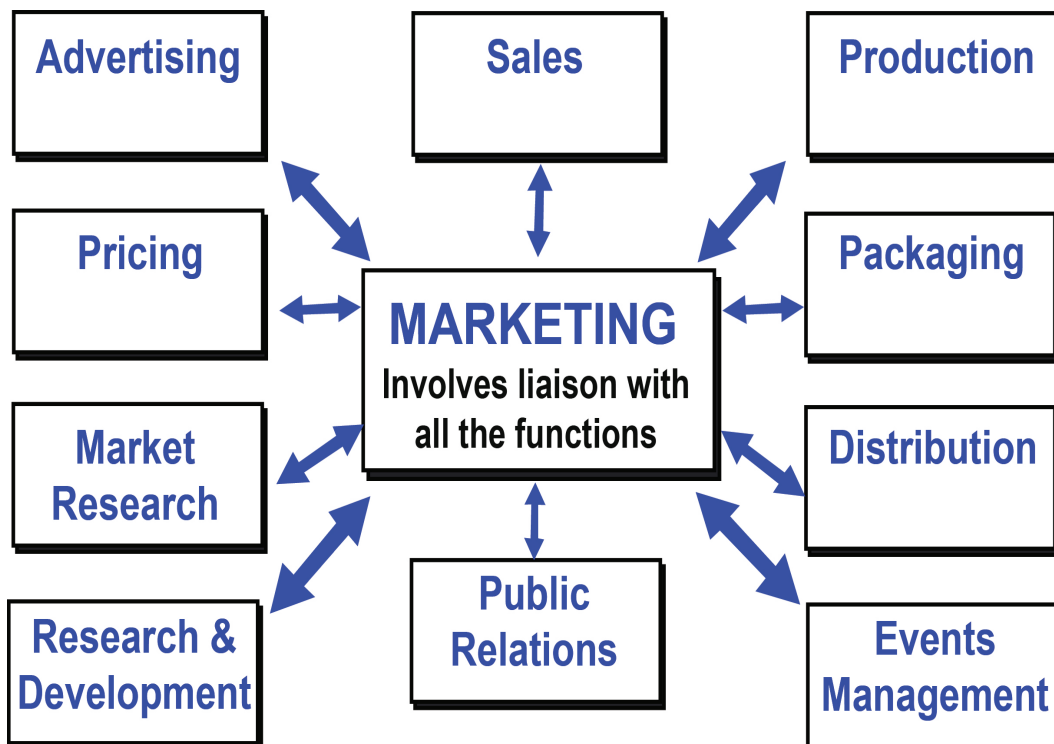 Advertising
Sales
Production
Pricing
Packaging
MARKETING
Involves liaison with
all the functions
Market
Research
Distribution
Public
Relations
Research &
Development
Events
Management